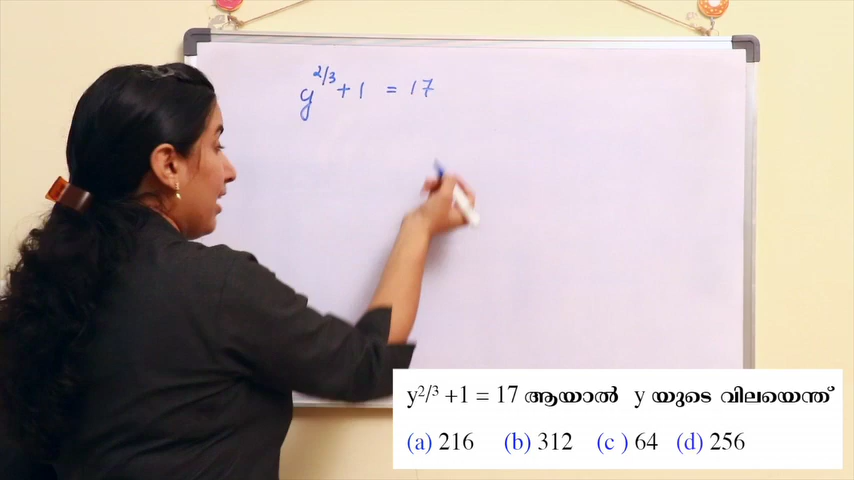 y^2/3 + 1 = 17
y^2/3 +1 = 17 ആയാൽ y യുടെ വിലയെന്ത്
(a) 216 (b) 312 (c ) 64 (d) 256